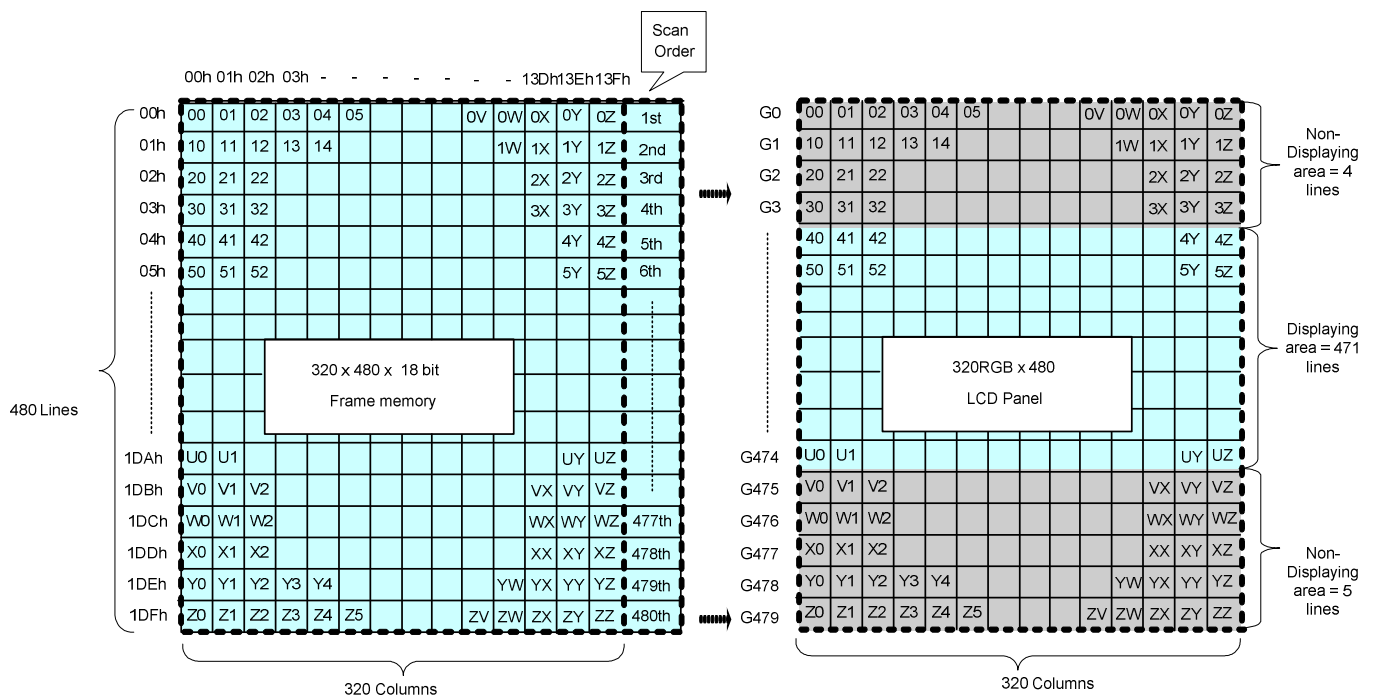 Scan
Order
00h 01h 02h 03h - - - - - - 13Dh13Eh13Fh
00h 00 01 02 03 04 05 0V 0W 0X 0Y 0Z 1st
01h 10 11 12 13 14 1W 1X 1Y 1Z 2nd
02h 20 21 22 2X 2Y 2Z 3rd
03h 30 31 32 3X 3Y 3Z 4th
04h 40 41 42 4Y 4Z 5th
05h 50 51 52 5Y 5Z 6th
320 x 480 x 18 bit
Frame memory
480 Lines
1DAh U0 U1 UY UZ
1DBh V0 V1 V2 VX VY VZ
1DCh W0 W1 W2 WX WY WZ 477th
1DDh X0 X1 X2 XX XY XZ 478th
1DEh Y0 Y1 Y2 Y3 Y4 YW YX YY YZ 479th
1DFh Z0 Z1 Z2 Z3 Z4 Z5 ZV ZW ZX ZY ZZ 480th
320 Columns
G0 00 01 02 03 04 05 0V 0W 0X 0Y 0Z
G1 10 11 12 13 14 1W 1X 1Y 1Z
G2 20 21 22 2X 2Y 2Z
G3 30 31 32 3X 3Y 3Z
40 41 42 4Y 4Z
50 51 52 5Y 5Z
320RGB x 480
LCD Panel
G474 U0 U1 UY UZ
G475 V0 V1 V2 VX VY VZ
G476 W0 W1 W2 WX WY WZ
G477 X0 X1 X2 XX XY XZ
G478 Y0 Y1 Y2 Y3 Y4 YW YX YY YZ
G479 Z0 Z1 Z2 Z3 Z4 Z5 ZV ZW ZX ZY ZZ
320 Columns
Non-
Displaying
area = 4
lines
Displaying
area = 471
lines
Non-
Displaying
area = 5
lines